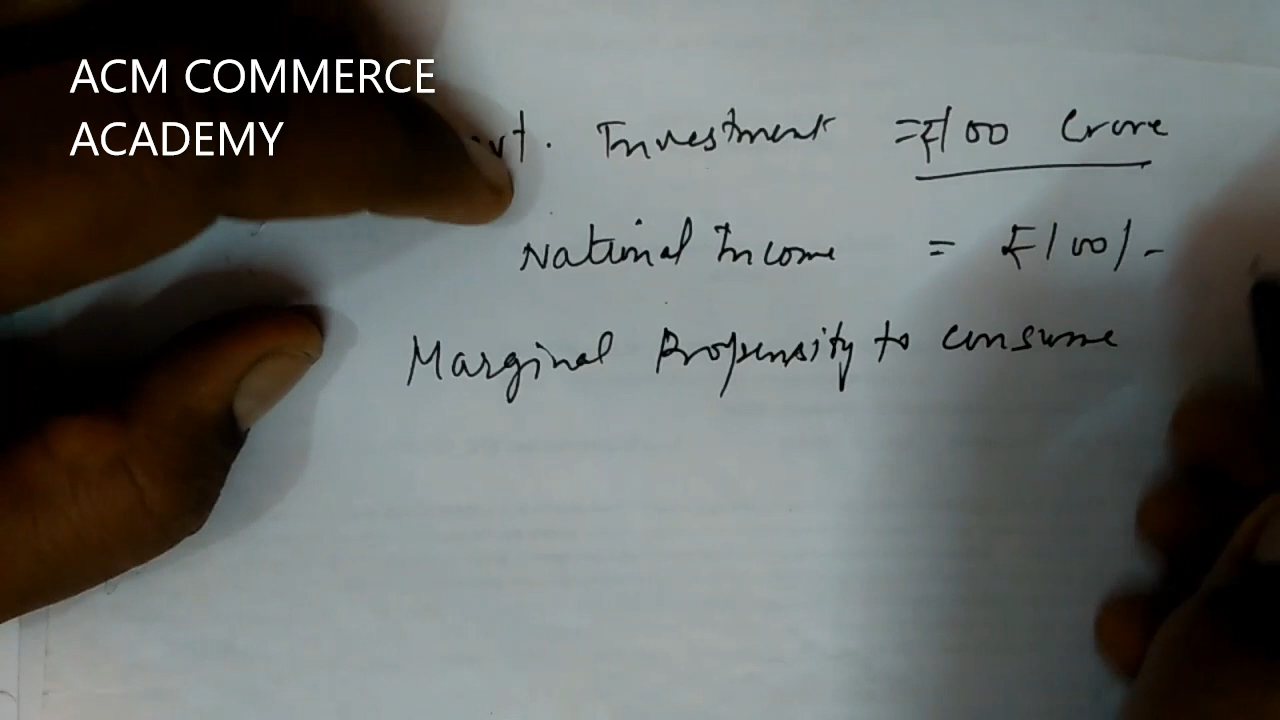 ACM COMMERCE
ACADEMY
Investment = ₹100 Crore
National Income = ₹100/-
Marginal Propensity to consume